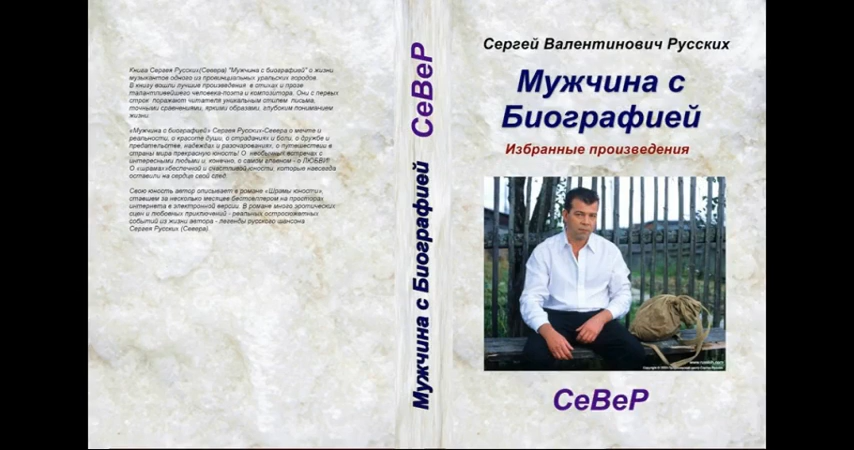 Книга Сергея Русских(Севера) "Мужчина с биографией" о жизни
музыкантов одного из провинциальных уральских городов.
В книгу вошли лучшие произведения в стихах и прозе
талантливейшего человека-поэта и композитора. Они с первых
строк поражают читателя уникальным стилем письма,
точными сравнениями, яркими образами, глубоким пониманием
жизни.
«Мужчина с биографией» Сергея Русских-Севера о мечте и
реальности, о красоте души, о страданиях и боли, о дружбе и
предательстве, надеждах и разочарованиях, о путешествии в
страны мира прекрасную юность! О необычных встречах с
интересными людьми и, конечно, о самом главном - о ЛЮБВИ!
О «шрамах» беспечной и счастливой юности, которые навсегда
оставили на сердце свой след.
Свою юность автор описывает в романе «Шрамы юности»,
ставшем за несколько месяцев бестселлером на просторах
интернета в электронной версии. В романе много эротических
сцен и любовных приключений - реальных остросюжетных
событий из жизни автора - легенды русского шансона
Сергея Русских (Севера).
Мужчина с Биографией СеВеР
Сергей Валентинович Русских
Мужчина с
Биографией
Избранные произведения
СеВеР